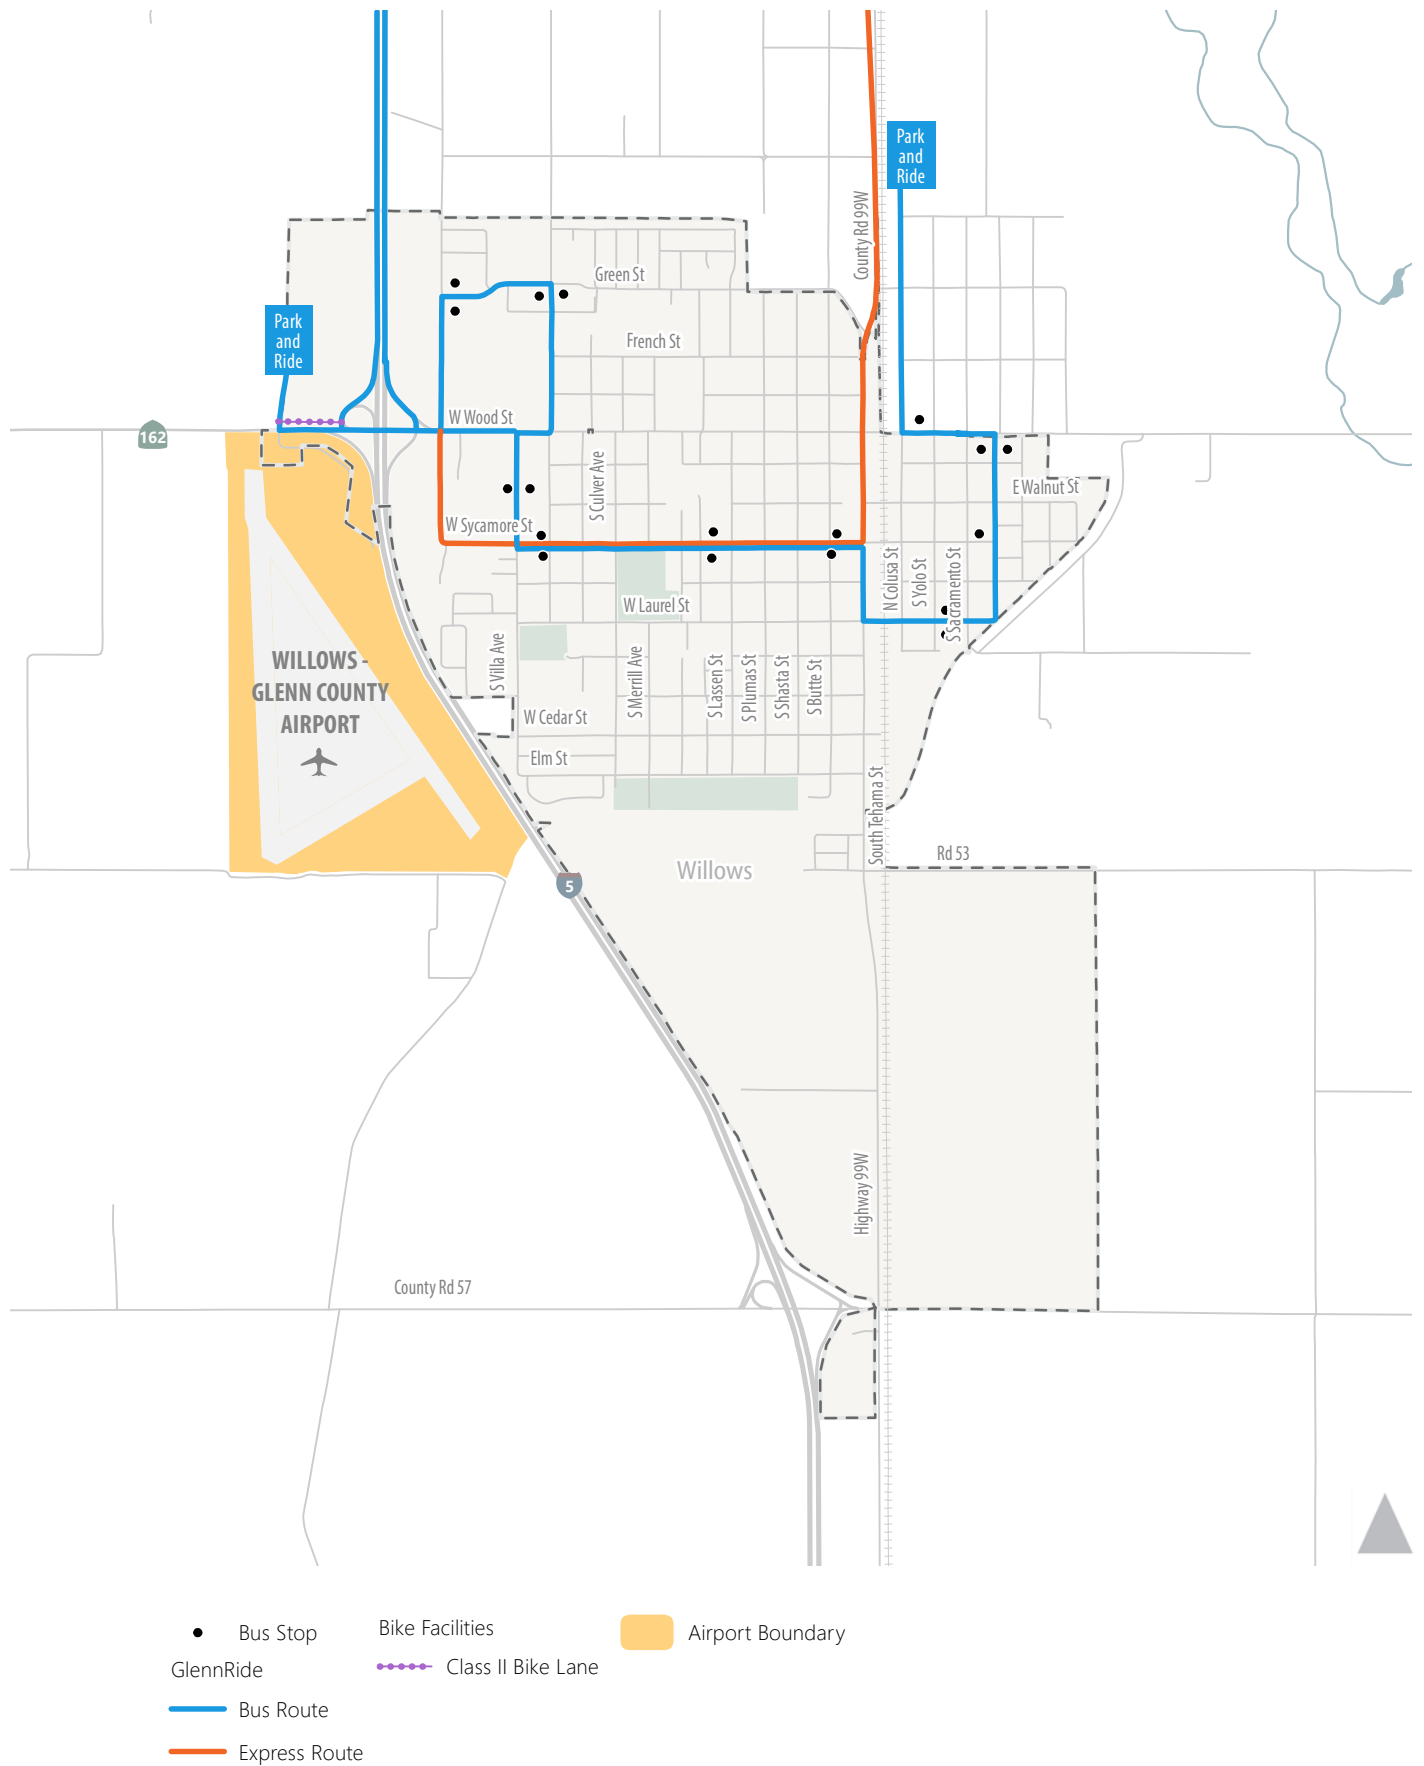 Park
and
Ride
County Rd 99W
Green St
Park
and
Ride
French St
W Wood St
162
S Culver Ave
E Walnut St
W Sycamore St
N Colusa St
S Yolo St
S Sacramento St
W Laurel St
WILLOWS -
GLENN COUNTY
AIRPORT
S Villa Ave
S Merrill Ave
S Lassen St
S Plumas St
S Shasta St
S Butte St
W Cedar St
Elm St
South Tehama St
Rd 53
Willows
5
Highway 99W
County Rd 57
Bus Stop
GlennRide
Bus Route
Express Route
Bike Facilities
Class II Bike Lane
Airport Boundary